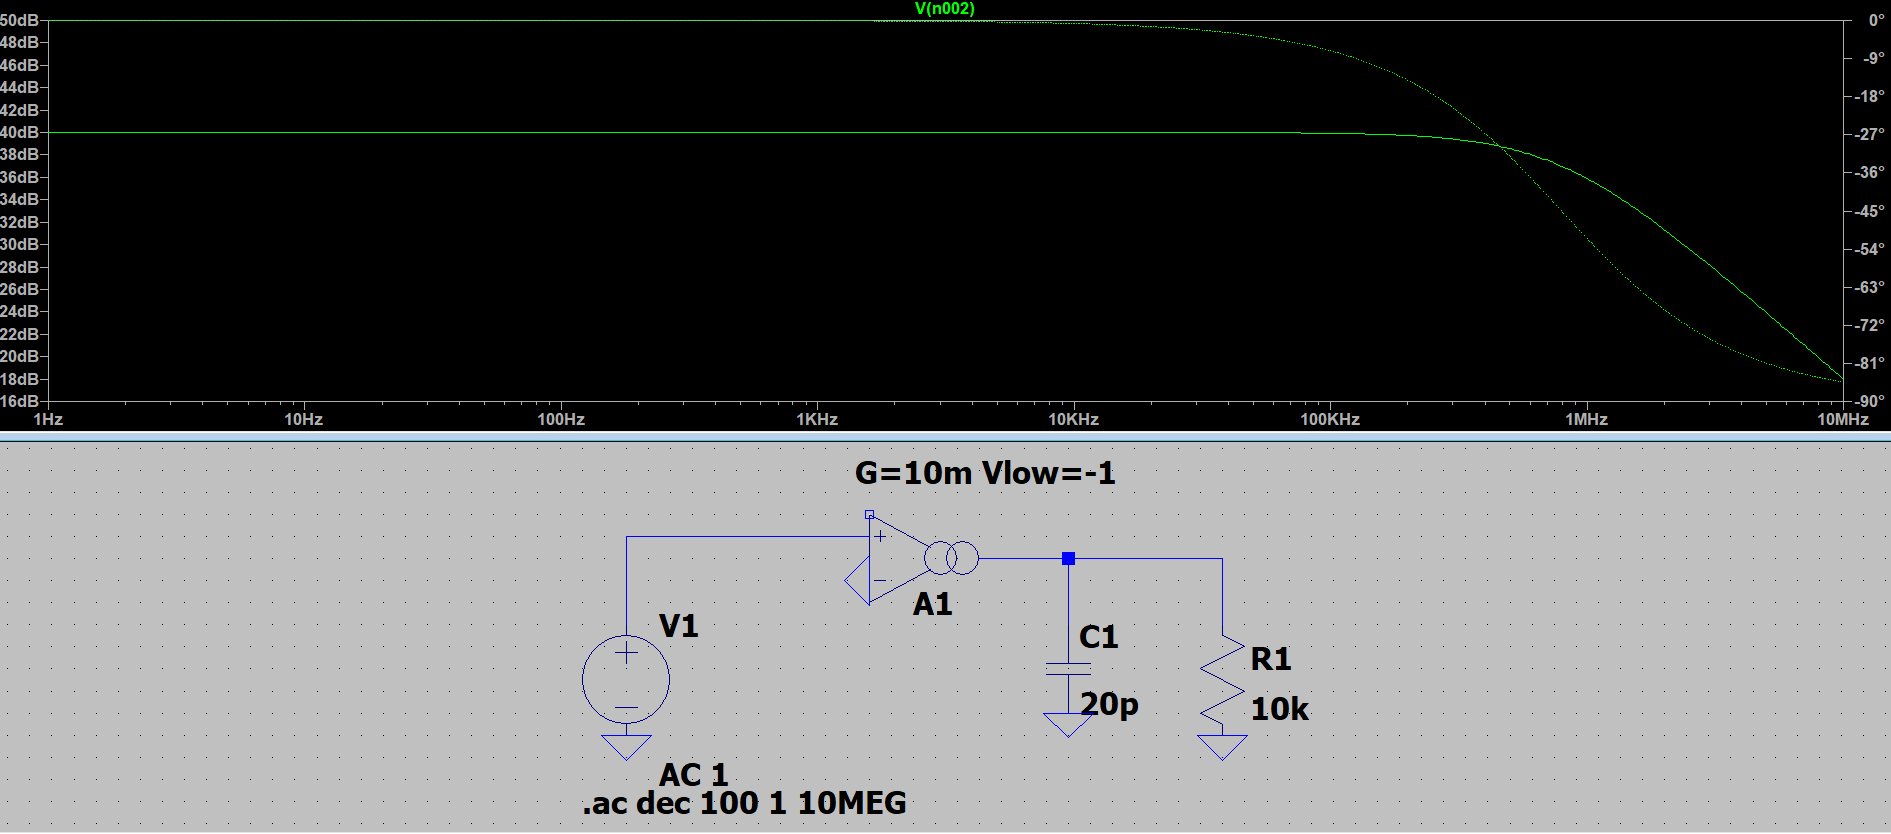 V(n002)
50dB
48dB
46dB
44dB
42dB
40dB
38dB
36dB
34dB
32dB
30dB
28dB
26dB
24dB
22dB
20dB
18dB
16dB
0°
-9°
-18°
-27°
-36°
-45°
-54°
-63°
-72°
-81°
-90°
1Hz 10Hz 100Hz 1KHz 10KHz 100KHz 1MHz 10MHz
G=10m Vlow=-1
A1
V1
C1
R1
20p
10k
AC 1
.ac dec 100 1 10MEG